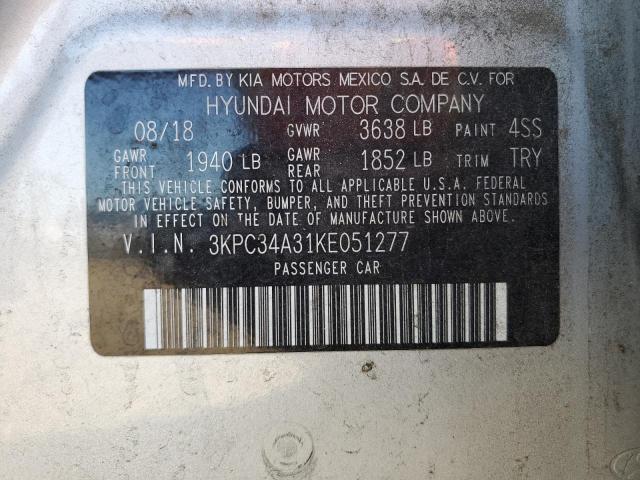 MFD. BY KIA MOTORS MEXICO S.A. DE C.V. FOR
HYUNDAI MOTOR COMPANY
08/18 GVWR 3638 LB PAINT 4SS
GAWR FRONT 1940 LB GAWR REAR 1852 LB TRIM TRY
THIS VEHICLE CONFORMS TO ALL APPLICABLE U.S.A. FEDERAL
MOTOR VEHICLE SAFETY, BUMPER, AND THEFT PREVENTION STANDARDS
IN EFFECT ON THE DATE OF MANUFACTURE SHOWN ABOVE.
V.I.N. 3KPC34A31KE051277
PASSENGER CAR